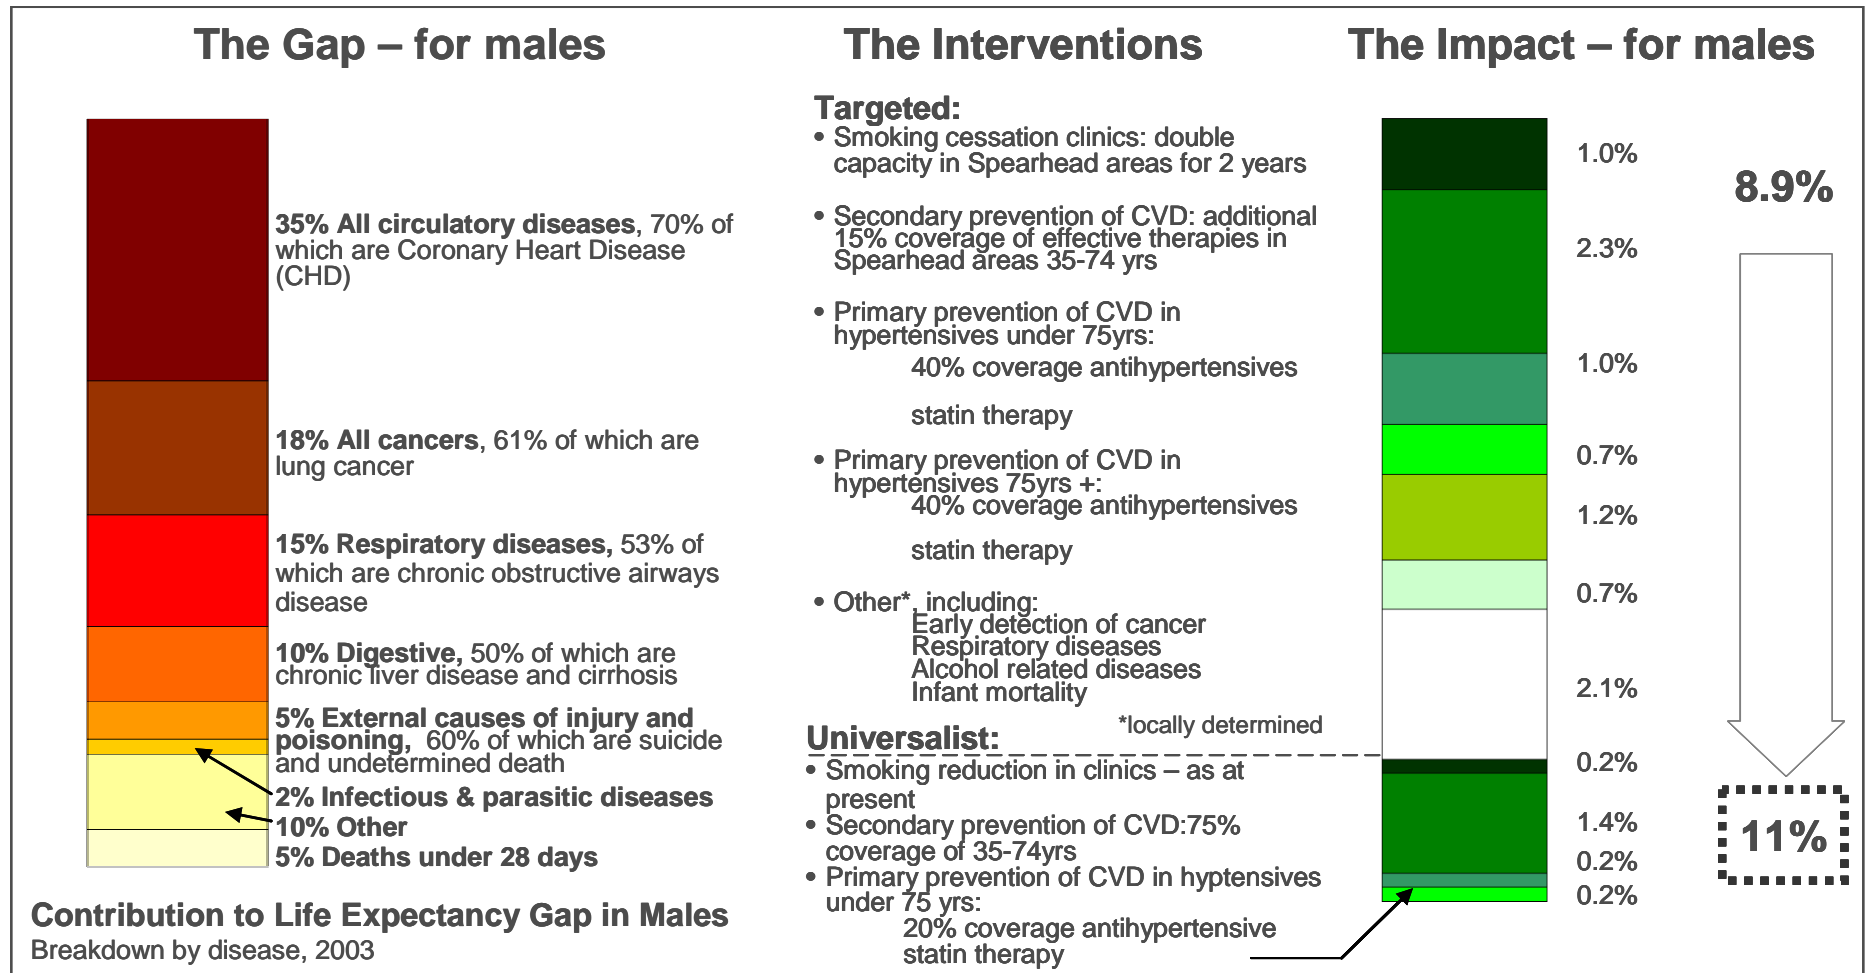 The Gap – for males
35% All circulatory diseases, 70% of
which are Coronary Heart Disease
(CHD)
18% All cancers, 61% of which are
lung cancer
15% Respiratory diseases, 53% of
which are chronic obstructive airways
disease
10% Digestive, 50% of which are
chronic liver disease and cirrhosis
5% External causes of injury and
poisoning, 60% of which are suicide
and undetermined death
2% Infectious & parasitic diseases
10% Other
5% Deaths under 28 days
Contribution to Life Expectancy Gap in Males
Breakdown by disease, 2003
The Interventions
Targeted:
• Smoking cessation clinics: double
capacity in Spearhead areas for 2 years
• Secondary prevention of CVD: additional
15% coverage of effective therapies in
Spearhead areas 35-74 yrs
• Primary prevention of CVD in
hypertensives under 75yrs:
40% coverage antihypertensives
statin therapy
• Primary prevention of CVD in
hypertensives 75yrs +:
40% coverage antihypertensives
statin therapy
• Other*, including:
Early detection of cancer
Respiratory diseases
Alcohol related diseases
Infant mortality
*locally determined
Universalist:
• Smoking reduction in clinics – as at
present
• Secondary prevention of CVD:75%
coverage of 35-74yrs
• Primary prevention of CVD in hyptensives
under 75 yrs:
20% coverage antihypertensive
statin therapy
The Impact – for males
1.0%
2.3%
1.0%
0.7%
1.2%
0.7%
2.1%
0.2%
1.4%
0.2%
0.2%
8.9%
11%